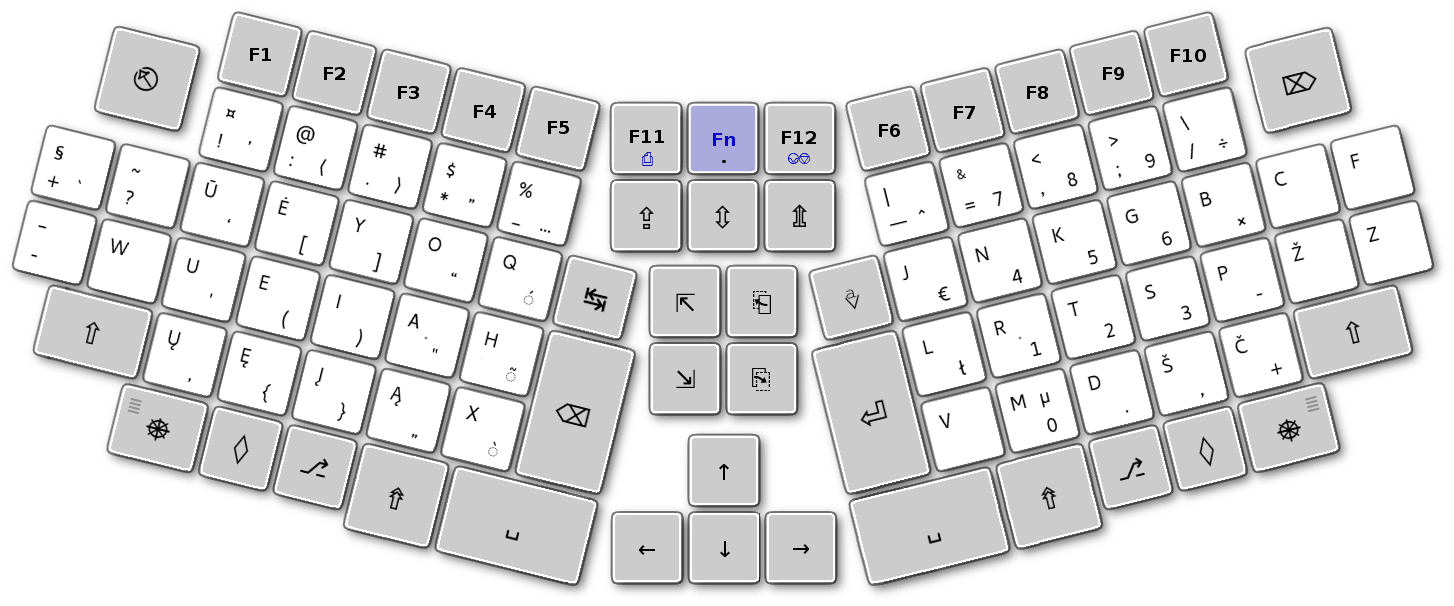 F1
F2
F3
F4
F5
F11
Fn
.
F12
F6
F7
F8
F9
F10
¤
! ,
@
: (
#
. )
$
* „
%
_ …
|
— ^
&
= 7
<
, 8
>
; 9
\
/ ÷
§
+ `
~
?
Ū
‘
Ė
[
Y
]
O
“
Q
J
€
N
4
K
5
G
6
B
×
C
F
–
-
W
U
'
E
(
I
)
A
"
H
L
ł
R
1
T
2
S
3
P
-
Ž
Z
Ų
,
Ę
{
Į
}
Ą
„
X
V
M µ
0
D
.
Š
,
Č
+